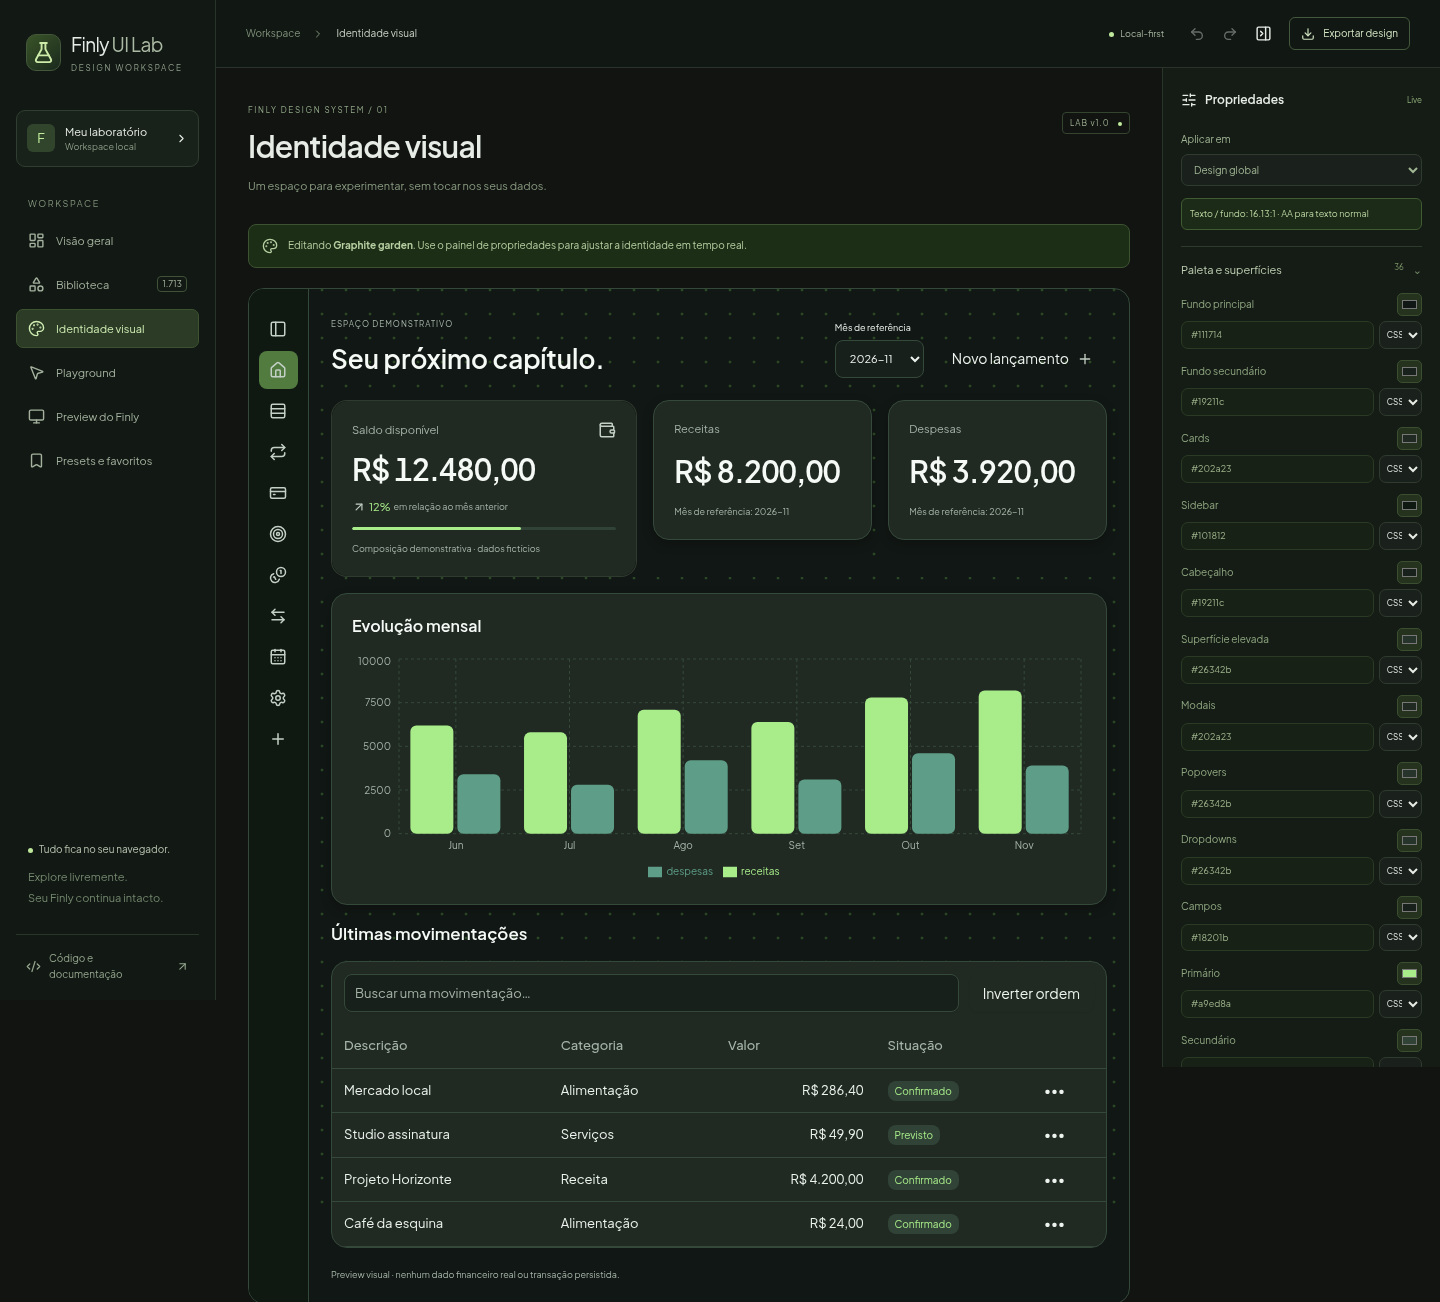 Finly UI Lab
DESIGN WORKSPACE
F
Meu laboratório
Workspace local
WORKSPACE
Visão geral
Biblioteca
1.713
Identidade visual
Playground
Preview do Finly
Presets e favoritos
Tudo fica no seu navegador.
Explore livremente.
Seu Finly continua intacto.
Código e
documentação
Workspace
Identidade visual
Local-first
Exportar design
FINLY DESIGN SYSTEM / 01
Identidade visual
Um espaço para experimentar, sem tocar nos seus dados.
LAB v1.0
Editando Graphite garden. Use o painel de propriedades para ajustar a identidade em tempo real.
ESPAÇO DEMONSTRATIVO
Seu próximo capítulo.
Mês de referência
2026-11
Novo lançamento
Saldo disponível
R$ 12.480,00
12% em relação ao mês anterior
Composição demonstrativa · dados fictícios
Receitas
R$ 8.200,00
Mês de referência: 2026-11
Despesas
R$ 3.920,00
Mês de referência: 2026-11
Evolução mensal
10000
7500
5000
2500
0
Jun
Jul
Ago
Set
Out
Nov
despesas
receitas
Últimas movimentações
Buscar uma movimentação...
Inverter ordem
Descrição Categoria Valor Situação
Mercado local Alimentação R$ 286,40 Confirmado
Studio assinatura Serviços R$ 49,90 Previsto
Projeto Horizonte Receita R$ 4.200,00 Confirmado
Café da esquina Alimentação R$ 24,00 Confirmado
Preview visual · nenhum dado financeiro real ou transação persistida.
Propriedades
Live
Aplicar em
Design global
Texto / fundo: 16.13:1 · AA para texto normal
Paleta e superfícies
36
Fundo principal
#111714
CSS
Fundo secundário
#19211c
CSS
Cards
#202a23
CSS
Sidebar
#101812
CSS
Cabeçalho
#19211c
CSS
Superfície elevada
#26342b
CSS
Modais
#202a23
CSS
Popovers
#26342b
CSS
Dropdowns
#26342b
CSS
Campos
#18201b
CSS
Primário
#a9ed8a
CSS
Secundário